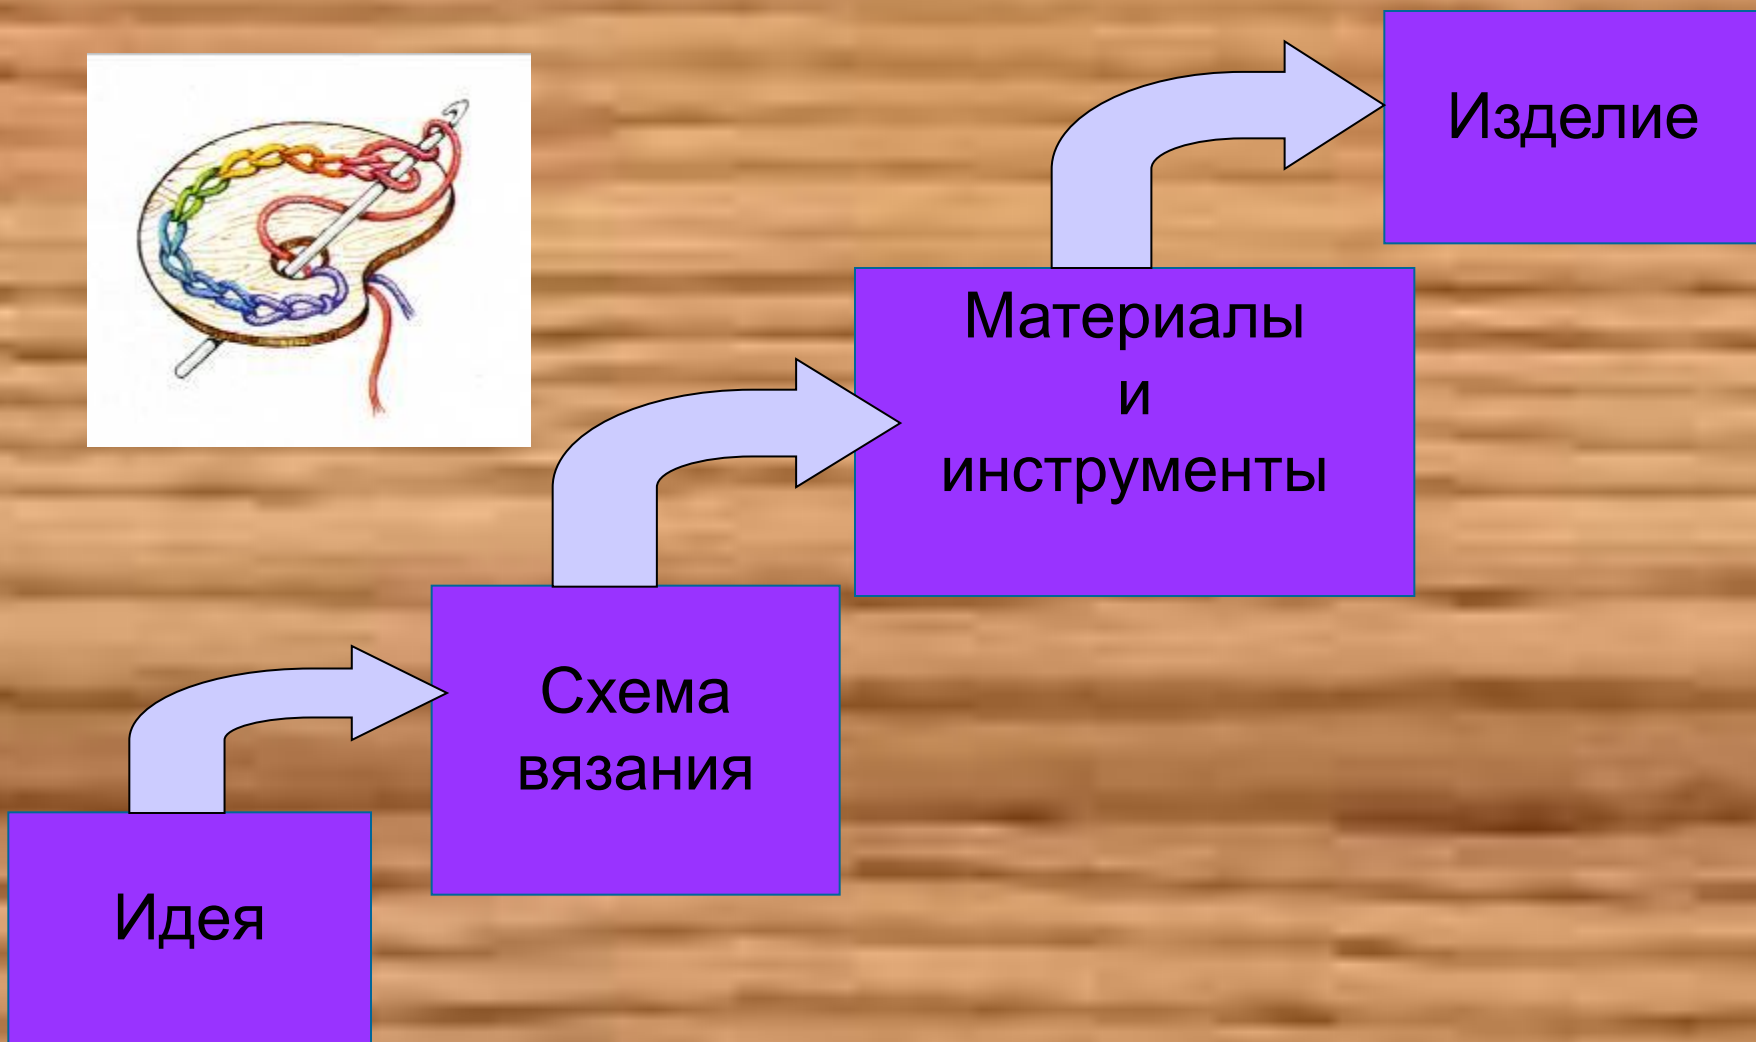 Изделие
Материалы
и
инструменты
Схема
вязания
Идея